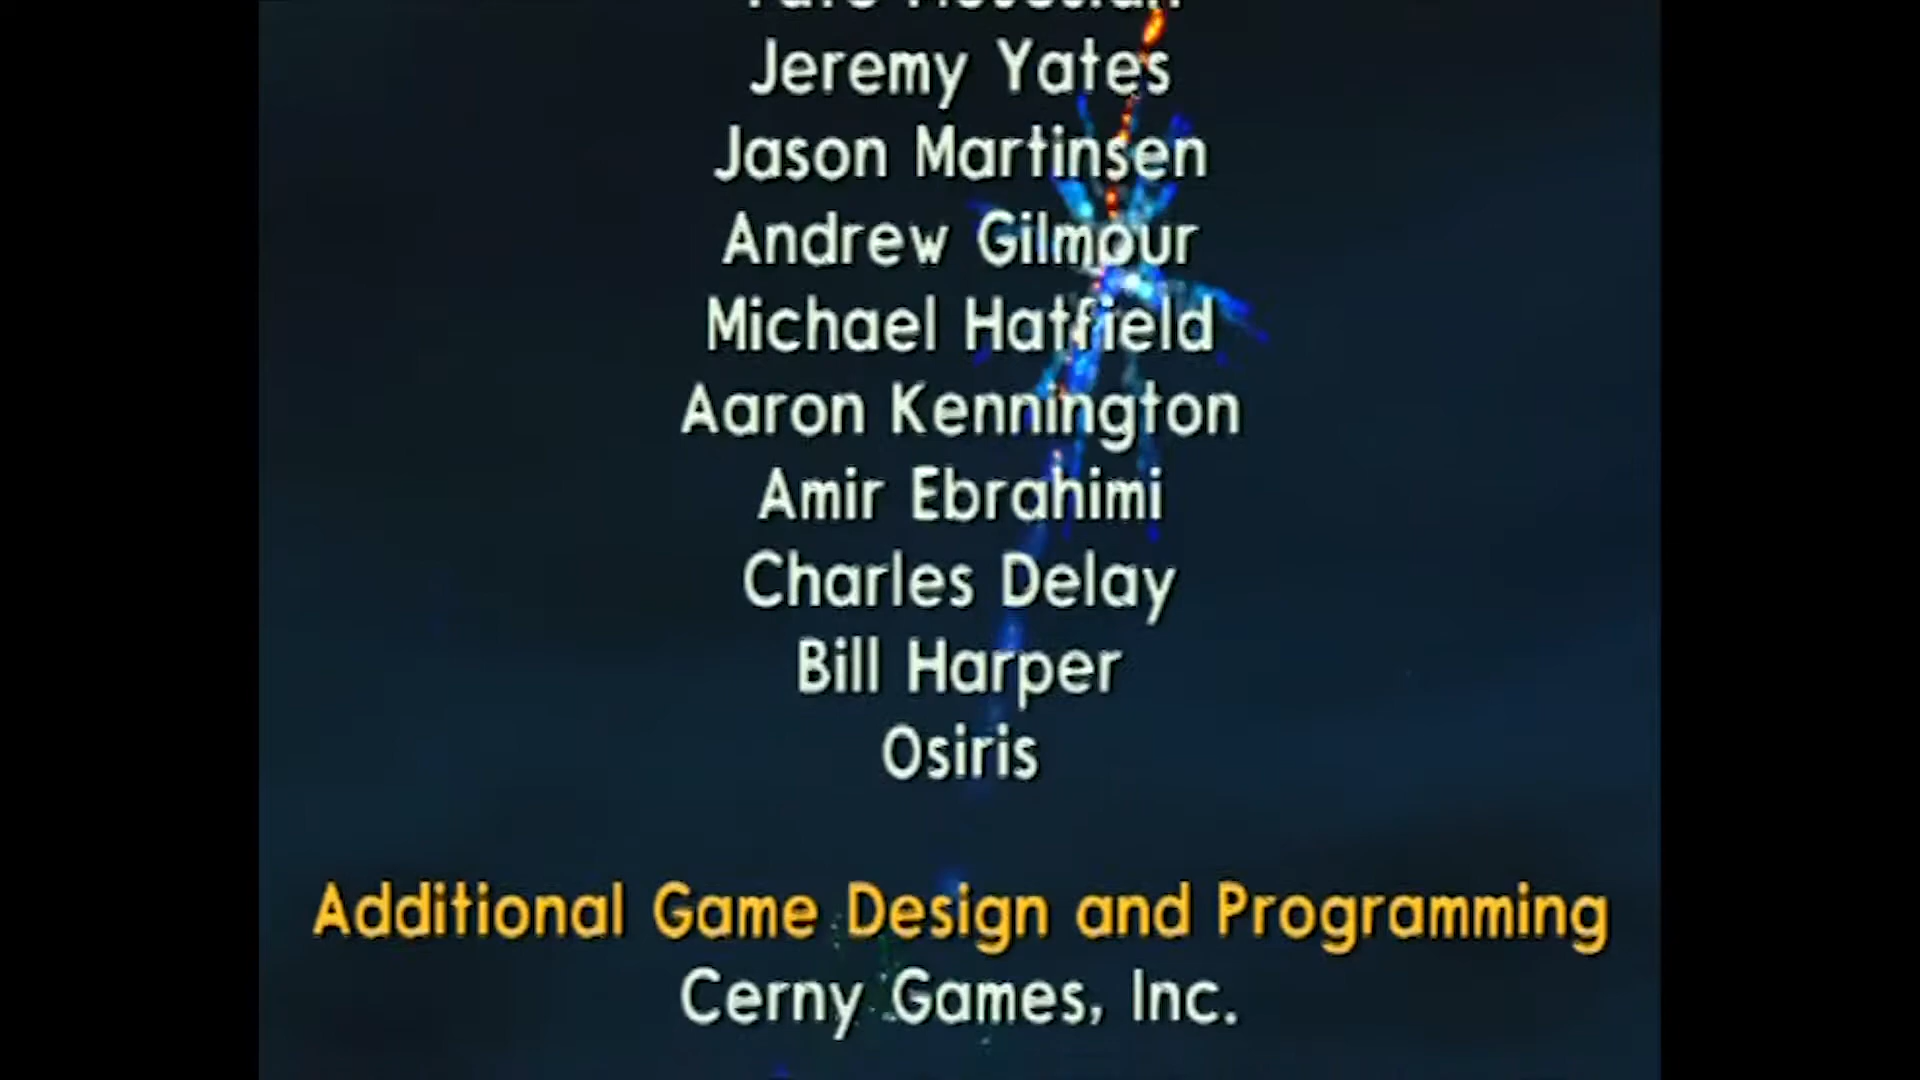 Jeremy Yates
Jason Martinsen
Andrew Gilmour
Michael Hatfield
Aaron Kennington
Amir Ebrahimi
Charles Delay
Bill Harper
Osiris
Additional Game Design and Programming
Cerny Games, Inc.